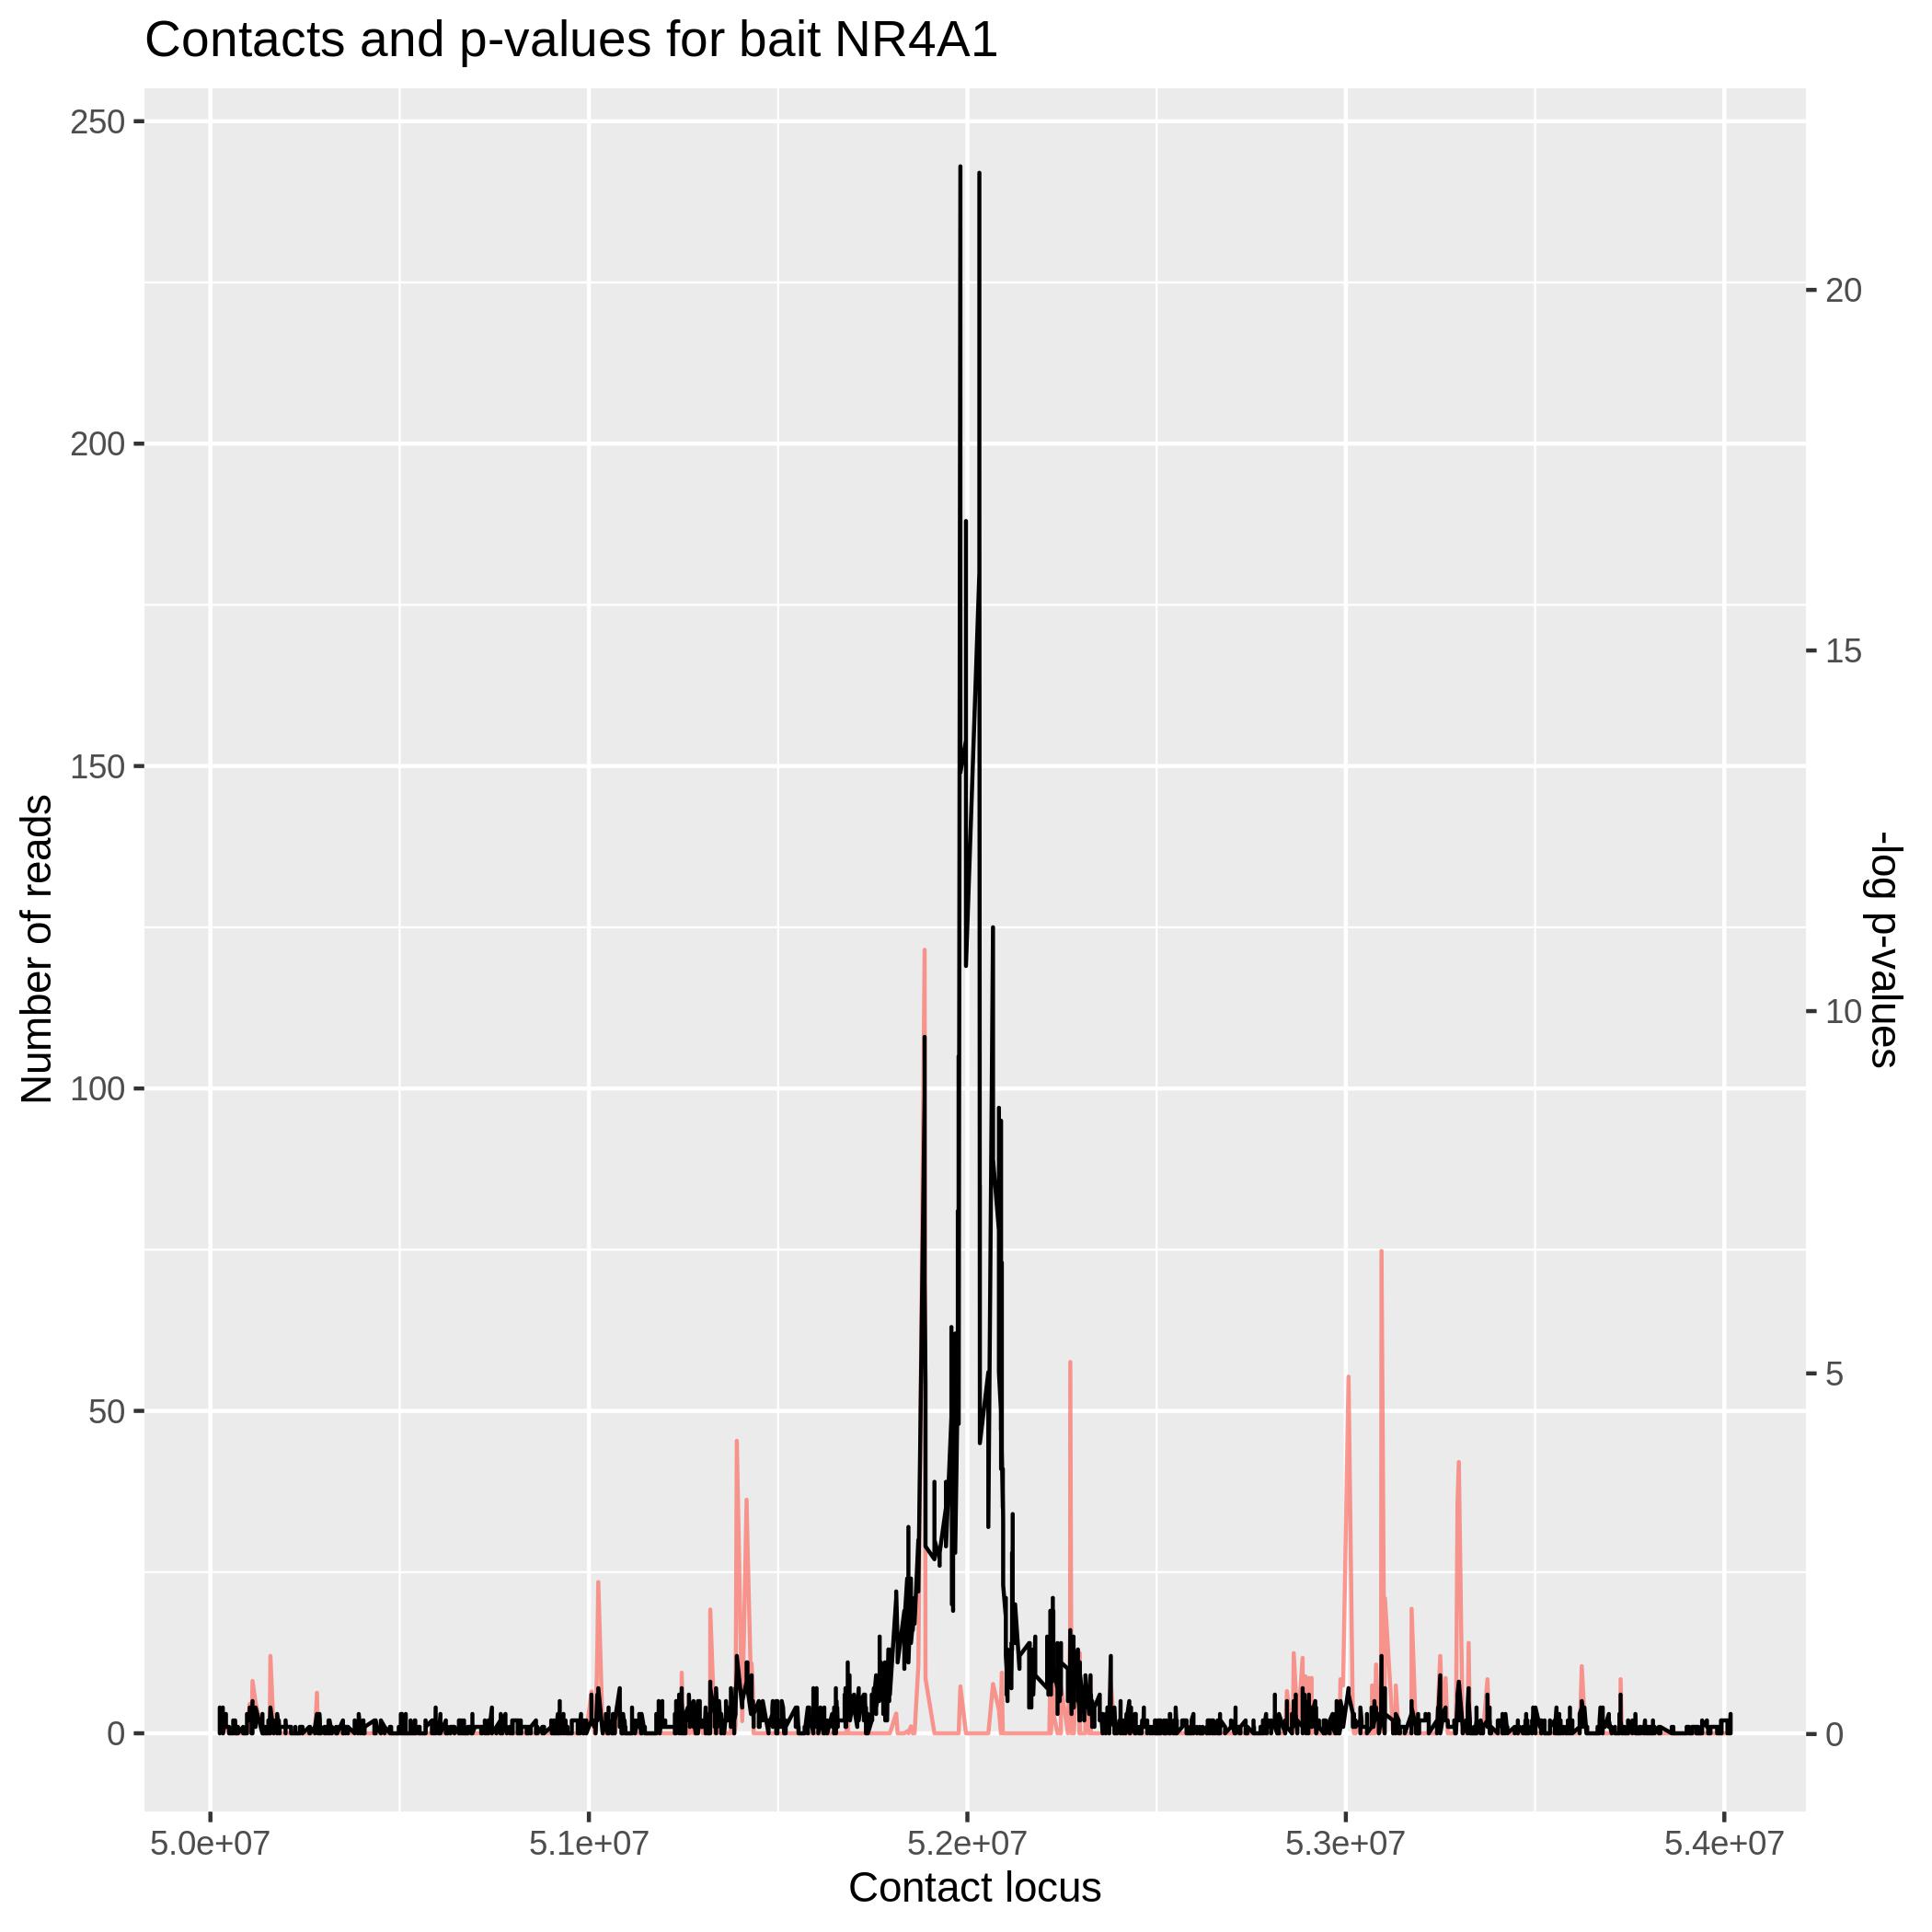 Contacts and p-values for bait NR4A1
250
200
150
100
50
0
Number of reads
20
15
10
5
0
-log p-values
5.0e+07 5.1e+07 5.2e+07 5.3e+07 5.4e+07
Contact locus